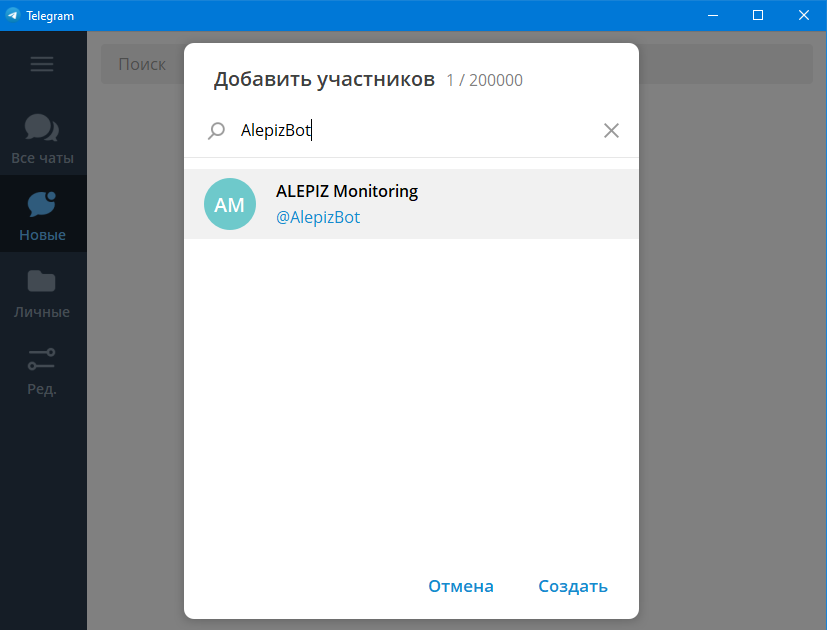 Telegram
Поиск
Все чаты
Новые
Личные
Ред.
Добавить участников 1 / 200000
AlepizBot
AM
ALEPIZ Monitoring
@AlepizBot
Отмена Создать